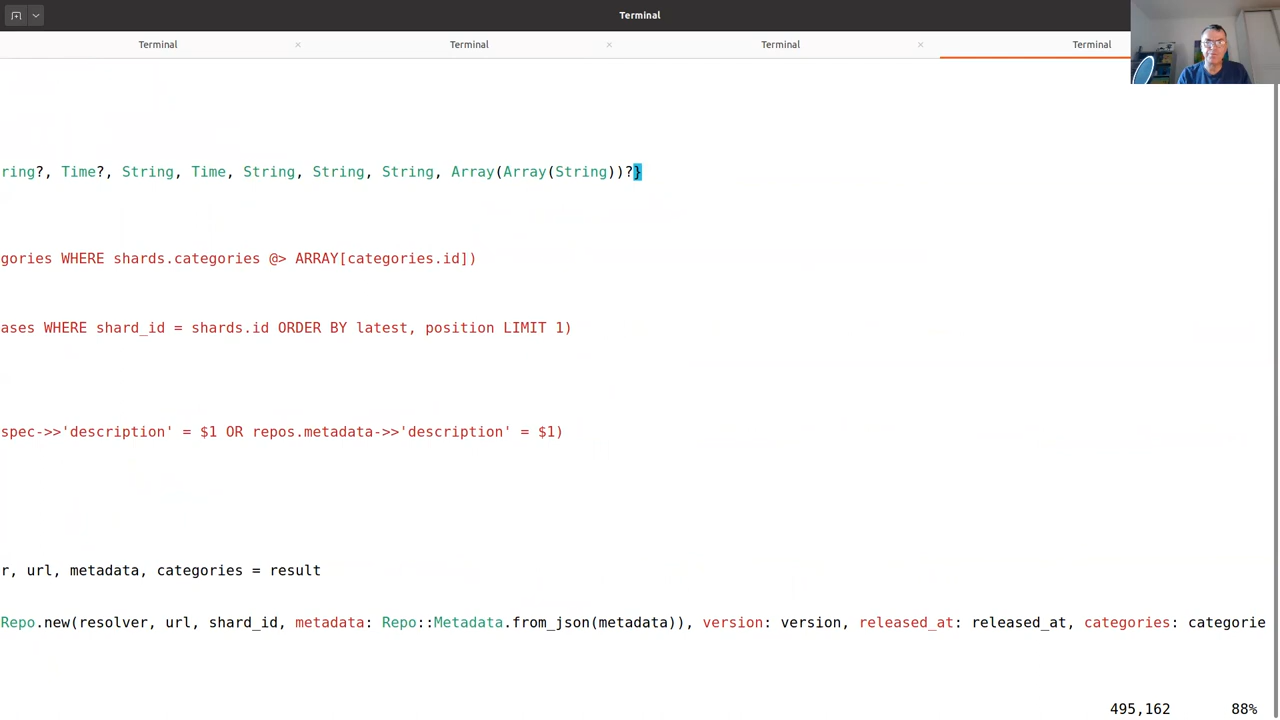 Terminal
Terminal
Terminal
Terminal
Terminal
ring?, Time?, String, Time, String, String, String, Array(Array(String))?}
gories WHERE shards.categories @> ARRAY[categories.id])
ases WHERE shard_id = shards.id ORDER BY latest, position LIMIT 1)
spec->>'description' = $1 OR repos.metadata->>'description' = $1)
r, url, metadata, categories = result
Repo.new(resolver, url, shard_id, metadata: Repo::Metadata.from_json(metadata)), version: version, released_at: released_at, categories: categorie
495,162 88%